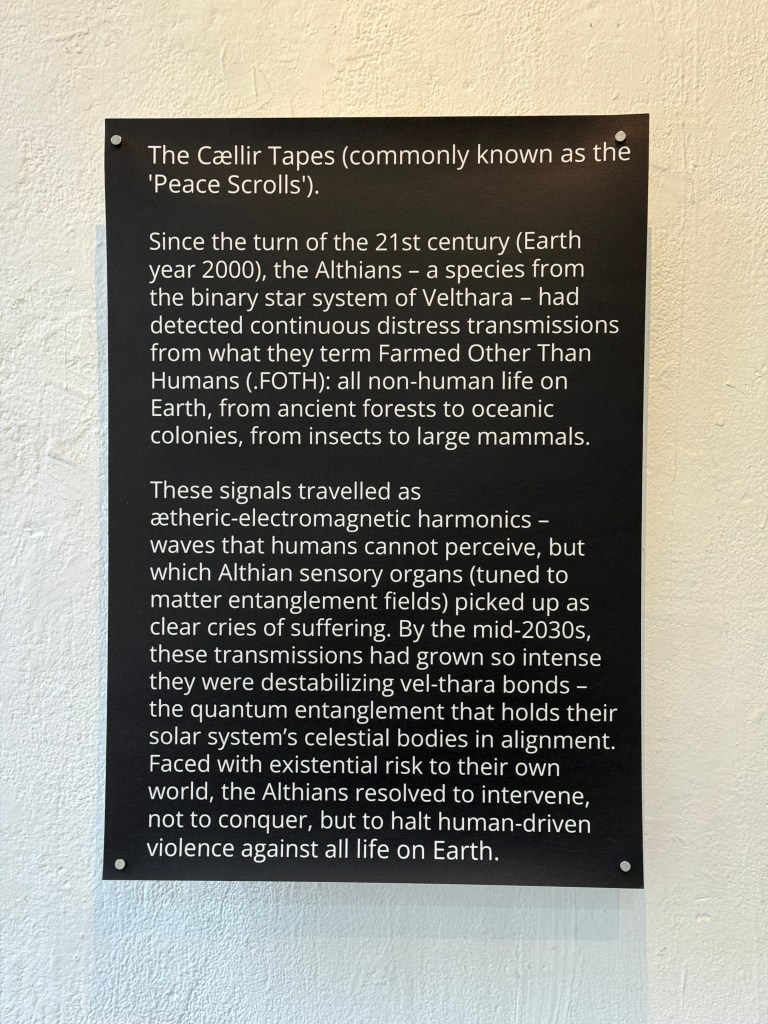 The Cællir Tapes (commonly known as the
'Peace Scrolls').
Since the turn of the 21st century (Earth
year 2000), the Althians – a species from
the binary star system of Velthara – had
detected continuous distress transmissions
from what they term Farmed Other Than
Humans (.FOTH): all non-human life on
Earth, from ancient forests to oceanic
colonies, from insects to large mammals.
These signals travelled as
ætheric-electromagnetic harmonics –
waves that humans cannot perceive, but
which Althian sensory organs (tuned to
matter entanglement fields) picked up as
clear cries of suffering. By the mid-2030s,
these transmissions had grown so intense
they were destabilizing vel-thara bonds –
the quantum entanglement that holds their
solar system’s celestial bodies in alignment.
Faced with existential risk to their own
world, the Althians resolved to intervene,
not to conquer, but to halt human-driven
violence against all life on Earth.